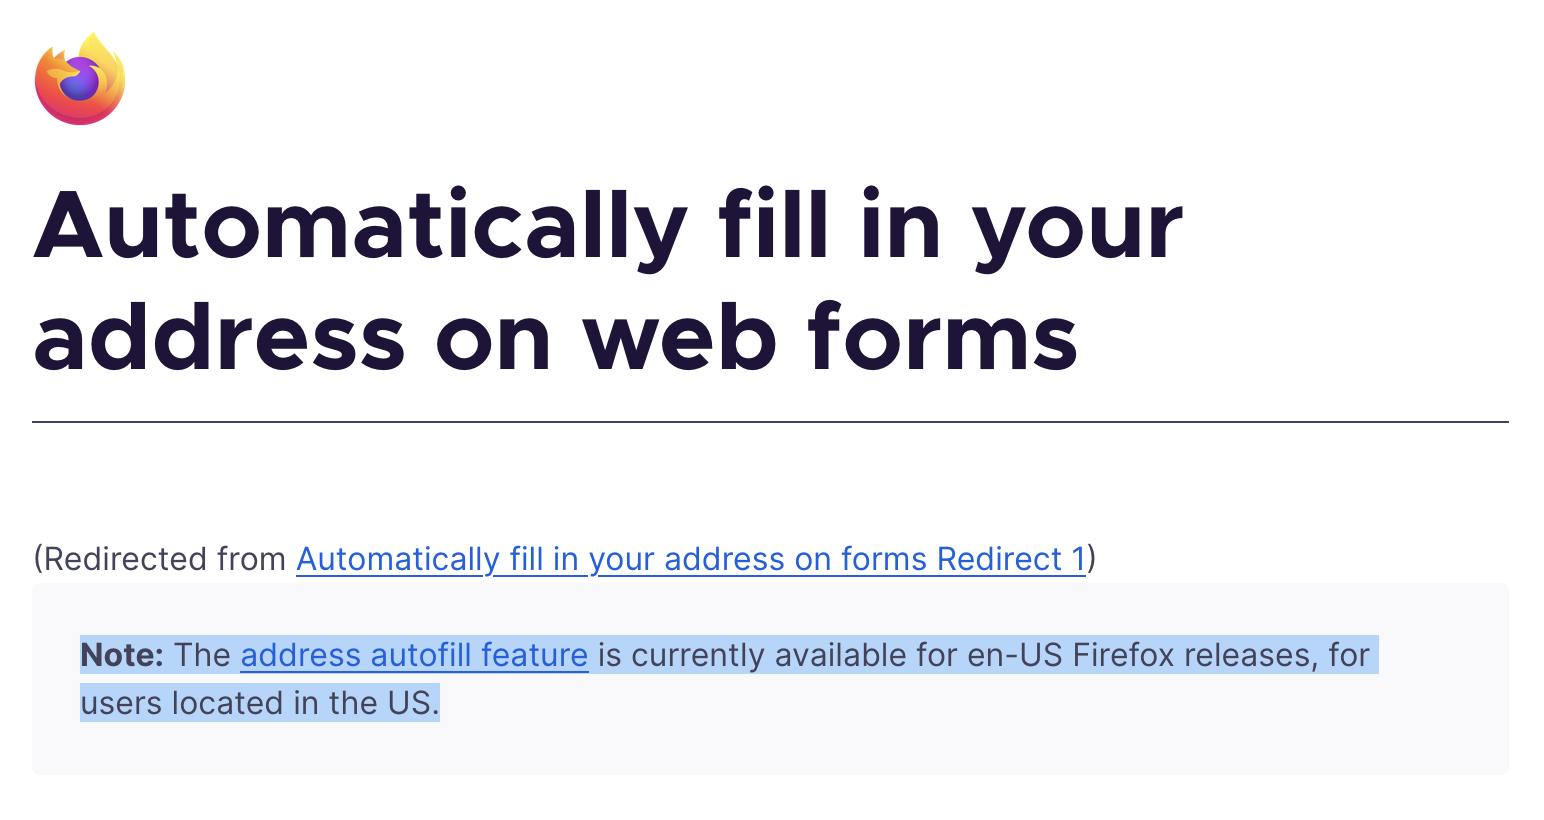 Automatically fill in your
address on web forms
(Redirected from Automatically fill in your address on forms Redirect 1)
Note: The address autofill feature is currently available for en-US Firefox releases, for
users located in the US.